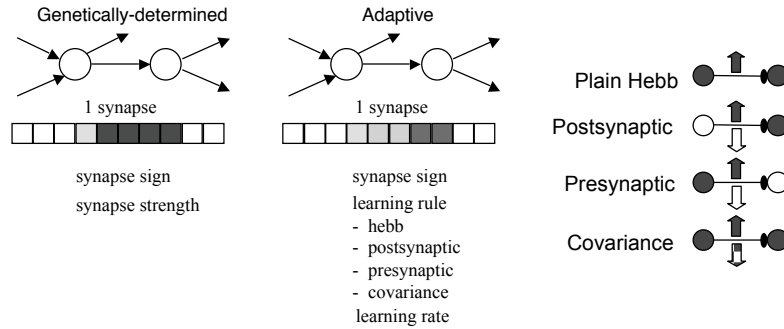 Genetically-determined
1 synapse
synapse sign
synapse strength
Adaptive
1 synapse
synapse sign
learning rule
- hebb
- postsynaptic
- presynaptic
- covariance
learning rate
Plain Hebb
Postsynaptic
Presynaptic
Covariance